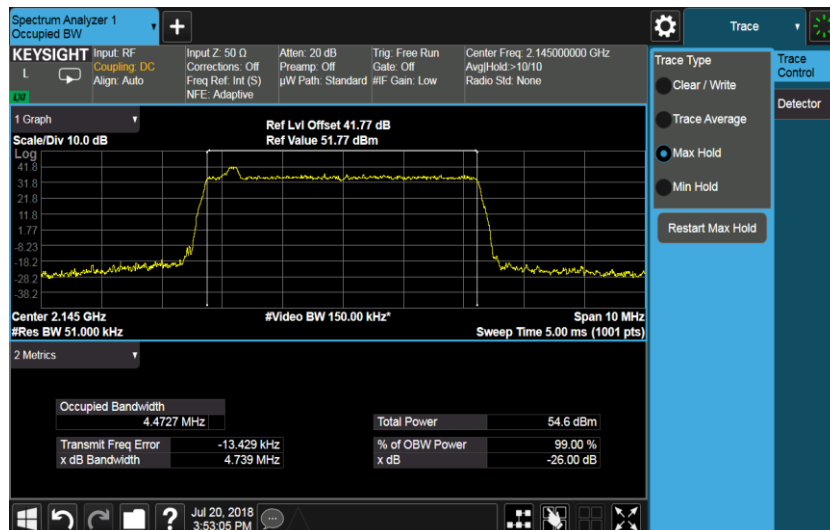 Spectrum Analyzer 1
Occupied BW
+
Trace
KEYSIGHT
L
LXI
Input: RF
Coupling: DC
Align: Auto
Input Z: 50 Ω
Corrections: Off
Freq Ref: Int (S)
NFE: Adaptive
Atten: 20 dB
Preamp: Off
µW Path: Standard
Trig: Free Run
Gate: Off
#IF Gain: Low
Center Freq: 2.145000000 GHz
Avg|Hold:>10/10
Radio Std: None
Trace Type
Clear / Write
Trace Average
Max Hold
Min Hold
Restart Max Hold
Trace
Control
Detector
1 Graph
Scale/Div 10.0 dB
Ref Lvl Offset 41.77 dB
Ref Value 51.77 dBm
Log
41.8
31.8
21.8
11.8
1.77
-8.23
-18.2
-28.2
-38.2
Center 2.145 GHz
#Res BW 51.000 kHz
#Video BW 150.00 kHz*
Span 10 MHz
Sweep Time 5.00 ms (1001 pts)
2 Metrics
Occupied Bandwidth
4.4727 MHz
Total Power 54.6 dBm
Transmit Freq Error -13.429 kHz
% of OBW Power 99.00 %
x dB Bandwidth 4.739 MHz
x dB -26.00 dB
?
Jul 20, 2018
3:53:05 PM